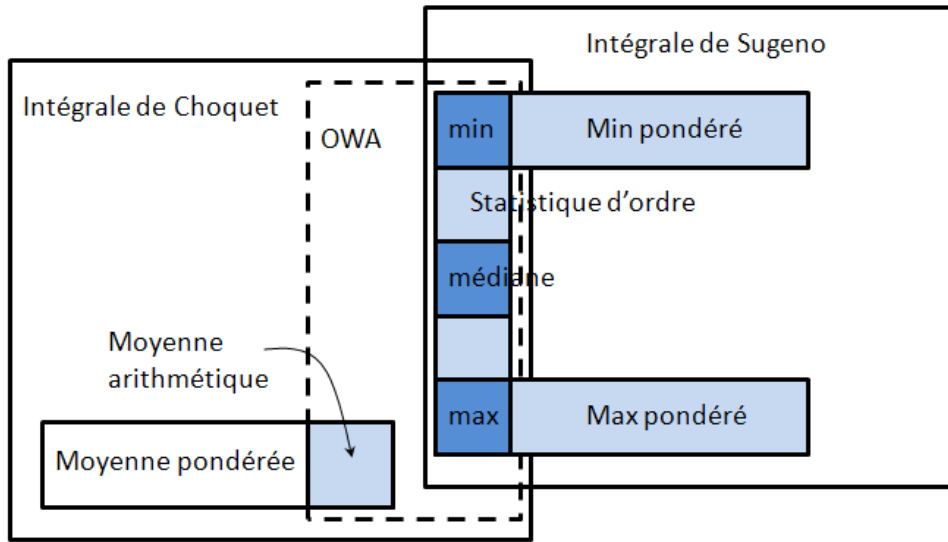 Intégrale de Sugeno
Intégrale de Choquet
OWA
min
Min pondéré
Statistique d'ordre
médiane
Moyenne
arithmétique
max
Max pondéré
Moyenne pondérée